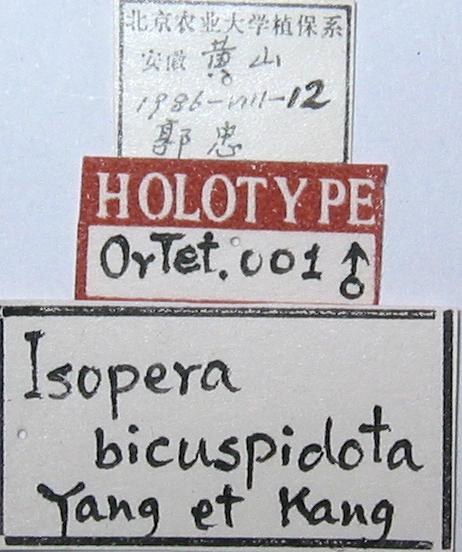 北京农业大学植保系
安徽 黄山
1986-VIII-12
郭 忠
HOLOTYPE
OrTet.001 ♂
Isopera
bicuspidota
Yang et Kang